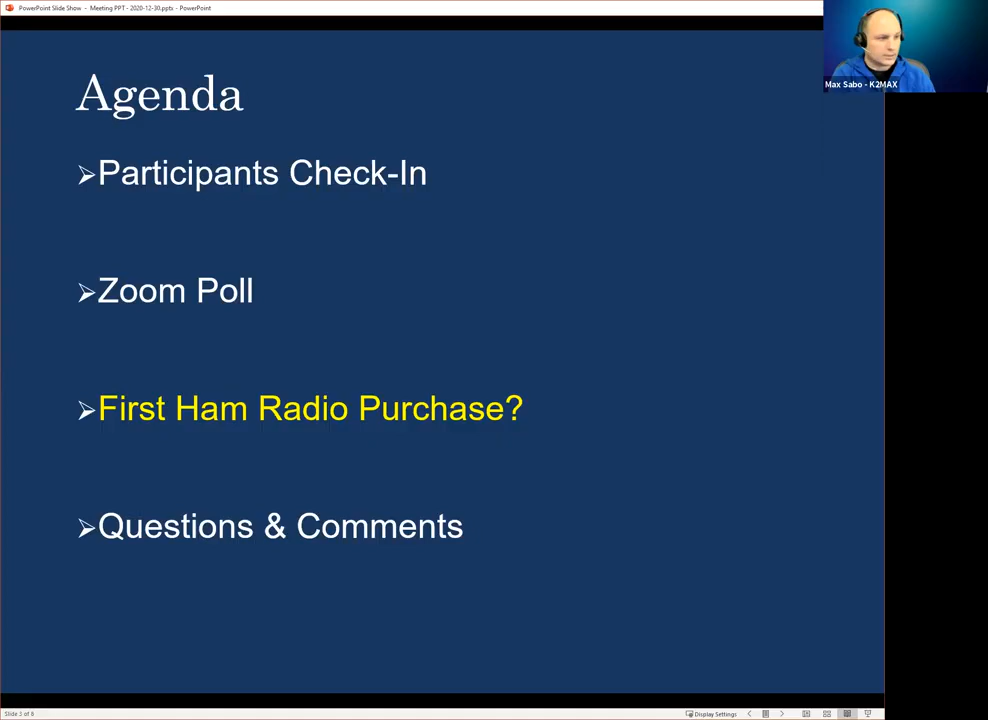 PowerPoint Slide Show - Meeting PPT - 2020-12-30.pptx - PowerPoint
Max Sabo - K2MAX
Agenda
➢Participants Check-In
➢Zoom Poll
➢First Ham Radio Purchase?
➢Questions & Comments
Slide 5 of 8
Display Settings